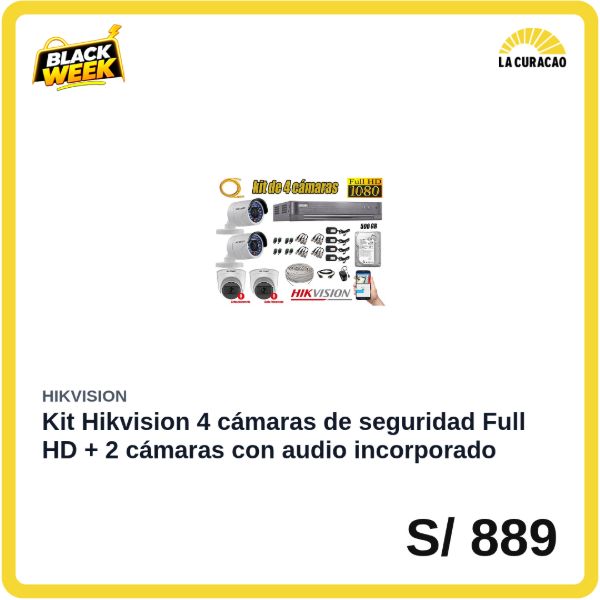 BLACK
WEEK
LA CURACAO
kit de 4 cámaras
Full HD
1080
500 GB
HIKVISION
HIKVISION
Kit Hikvision 4 cámaras de seguridad Full
HD + 2 cámaras con audio incorporado
S/ 889